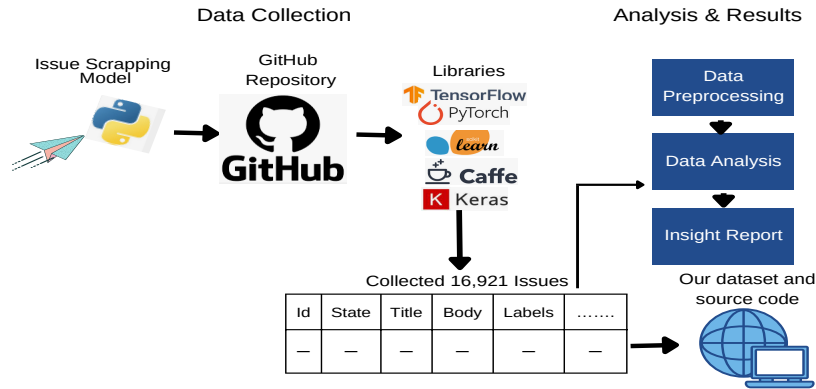 Data Collection
Analysis & Results
Issue Scrapping
Model
GitHub
Repository
GitHub
Libraries
TensorFlow
PyTorch
learn
Caffe
K Keras
Data
Preprocessing
Data Analysis
Insight Report
Collected 16,921 Issues
Id State Title Body Labels .......
– – – – – –
Our dataset and
source code